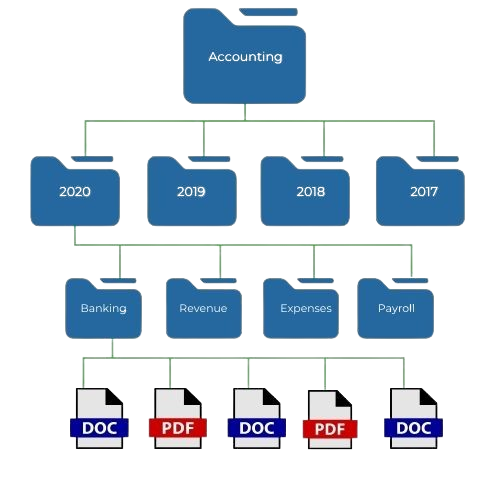 Accounting
2020
2019
2018
2017
Banking
Revenue
Expenses
Payroll
DOC
PDF
DOC
PDF
DOC